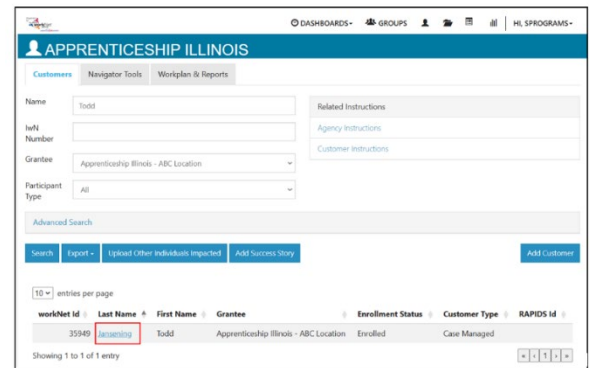 DASHBOARDS GROUPS HI, SPROGRAMS
APPRENTICESHIP ILLINOIS
Customers Navigator Tools Workplan & Reports
Name Todd
Related Instructions
IwN Number
Agency Instructions
Customer Instructions
Grantee Apprenticeship Illinois - ABC Location
Participant Type All
Advanced Search
Search Export Upload Other Individuals Impacted Add Success Story Add Customer
10 entries per page
workNet Id Last Name First Name Grantee Enrollment Status Customer Type RAPIDS Id
35949 Jansening Todd Apprenticeship Illinois - ABC Location Enrolled Case Managed
Showing 1 to 1 of 1 entry
« ‹ 1 › »